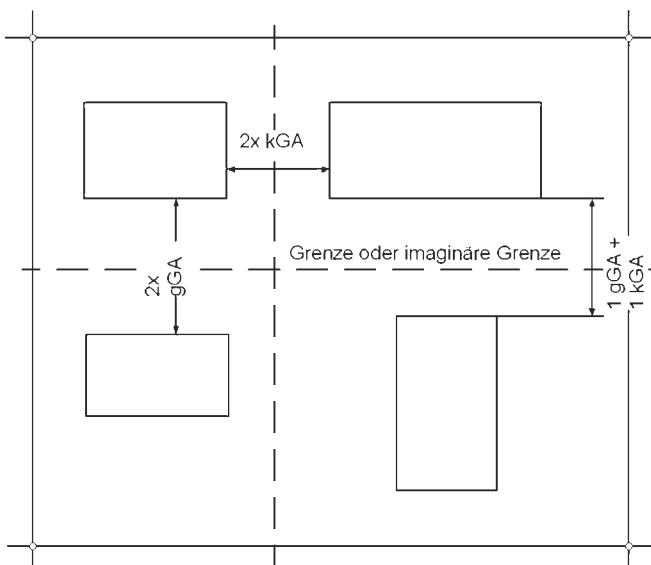 2x kGA
Grenze oder imaginäre Grenze
2x
gGA
1 gGA +
1 kGA